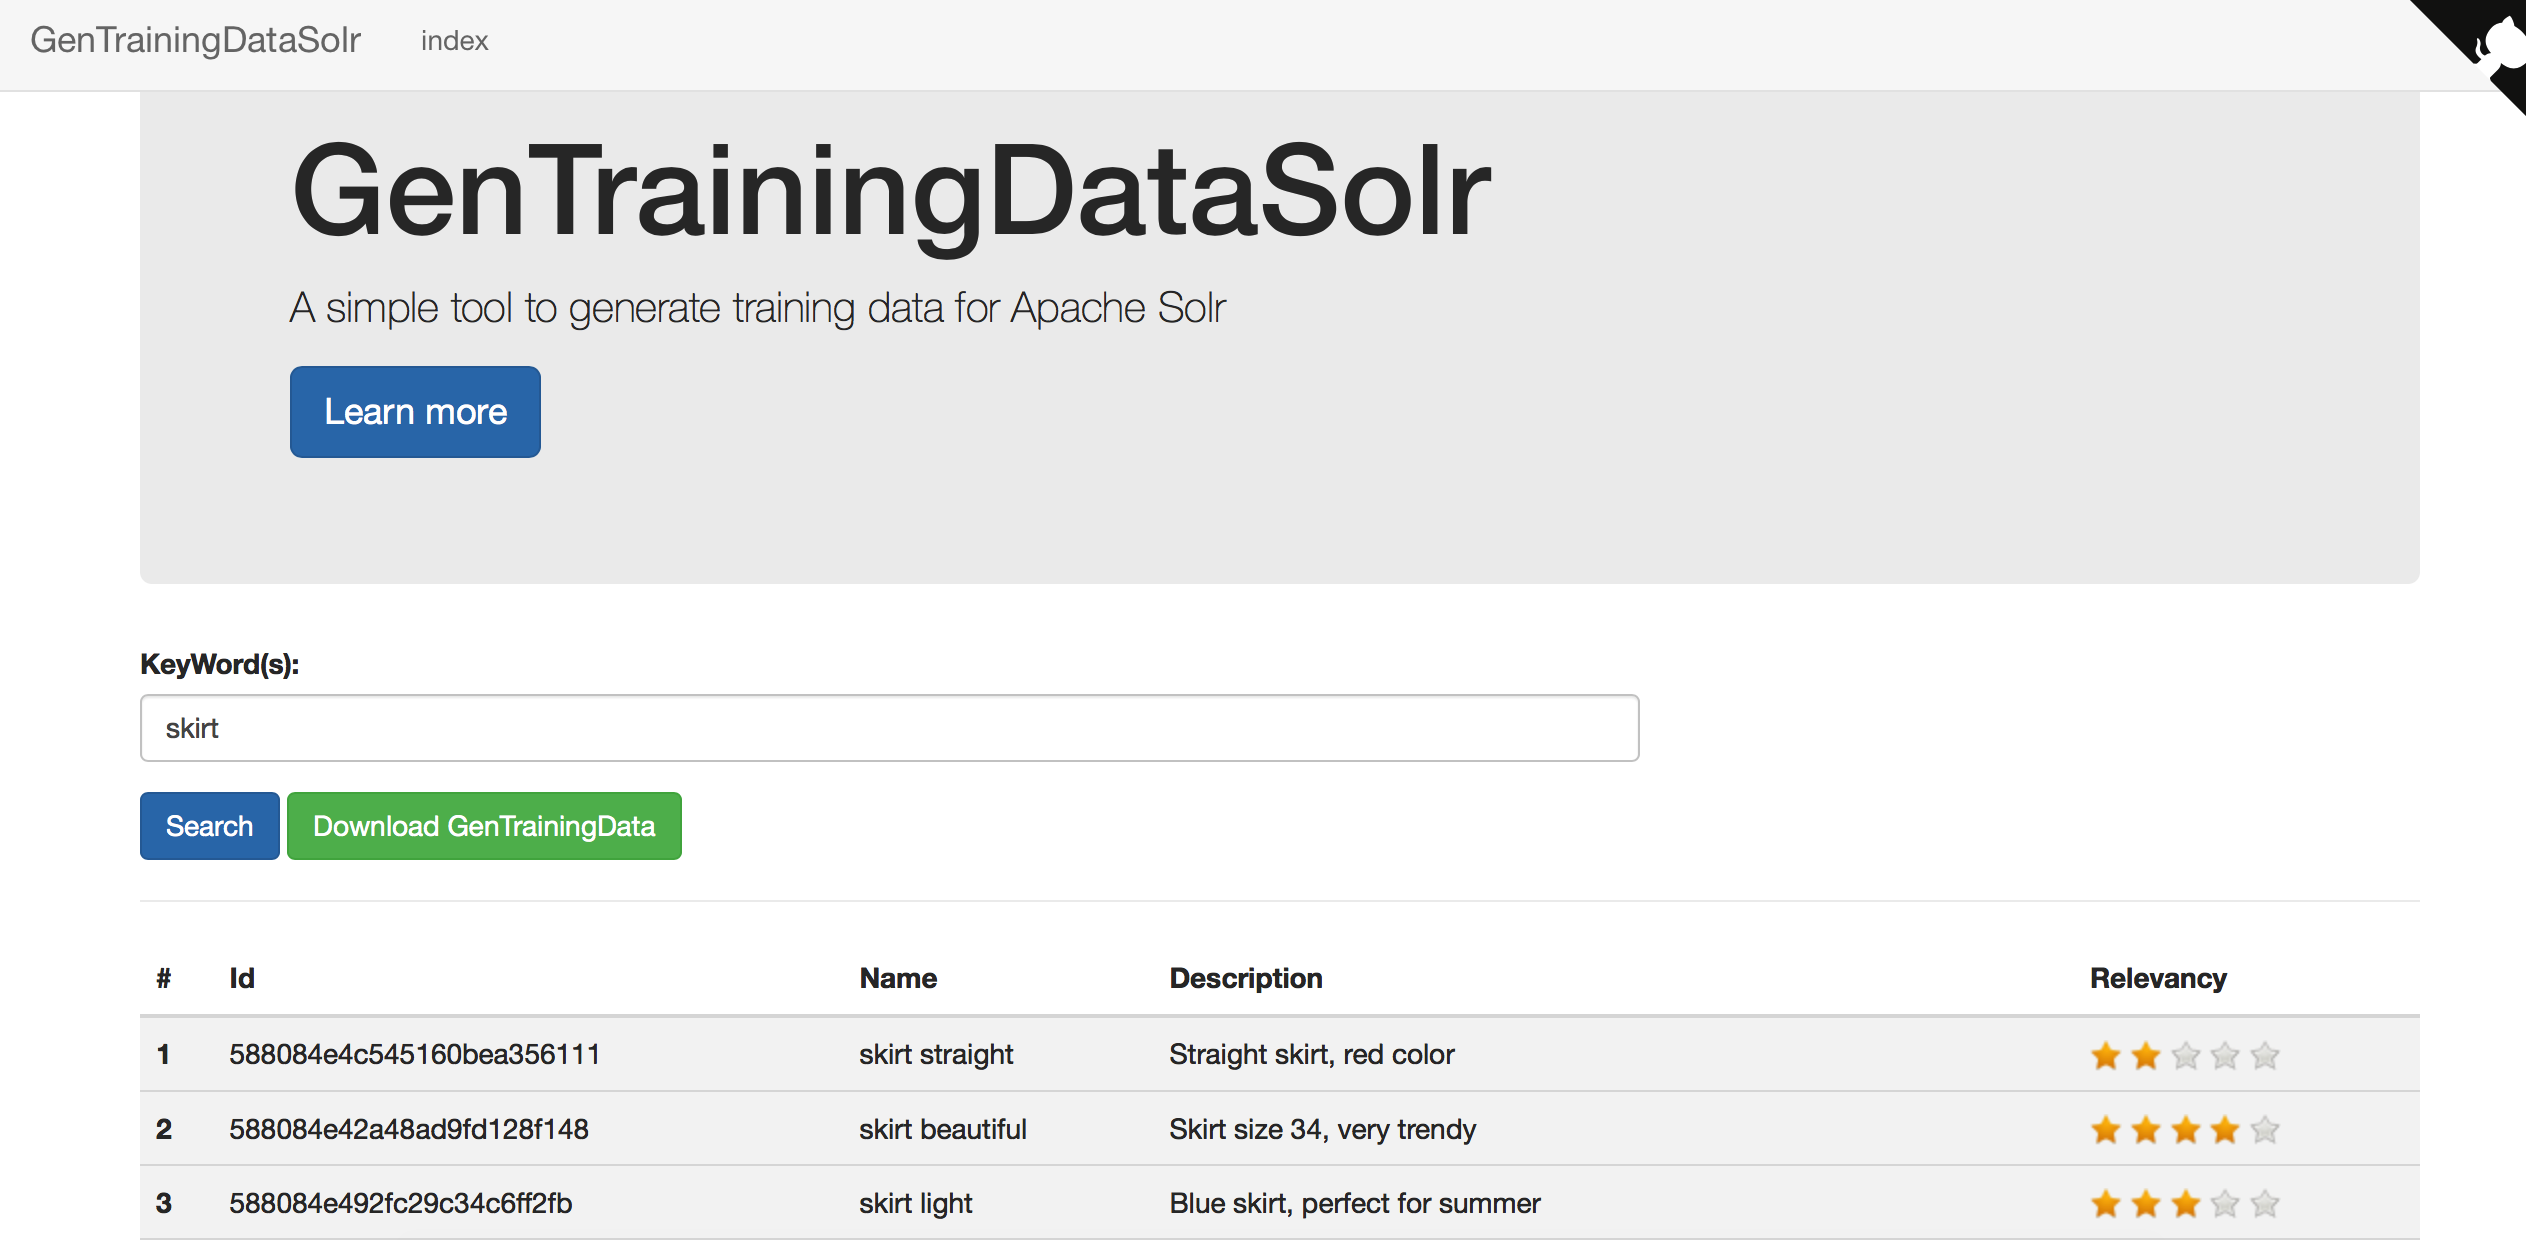 GenTrainingDataSolr index
GenTrainingDataSolr
A simple tool to generate training data for Apache Solr
Learn more
KeyWord(s):
skirt
Search Download GenTrainingData
# Id Name Description Relevancy
1 588084e4c545160bea356111 skirt straight Straight skirt, red color
2 588084e42a48ad9fd128f148 skirt beautiful Skirt size 34, very trendy
3 588084e492fc29c34c6ff2fb skirt light Blue skirt, perfect for summer